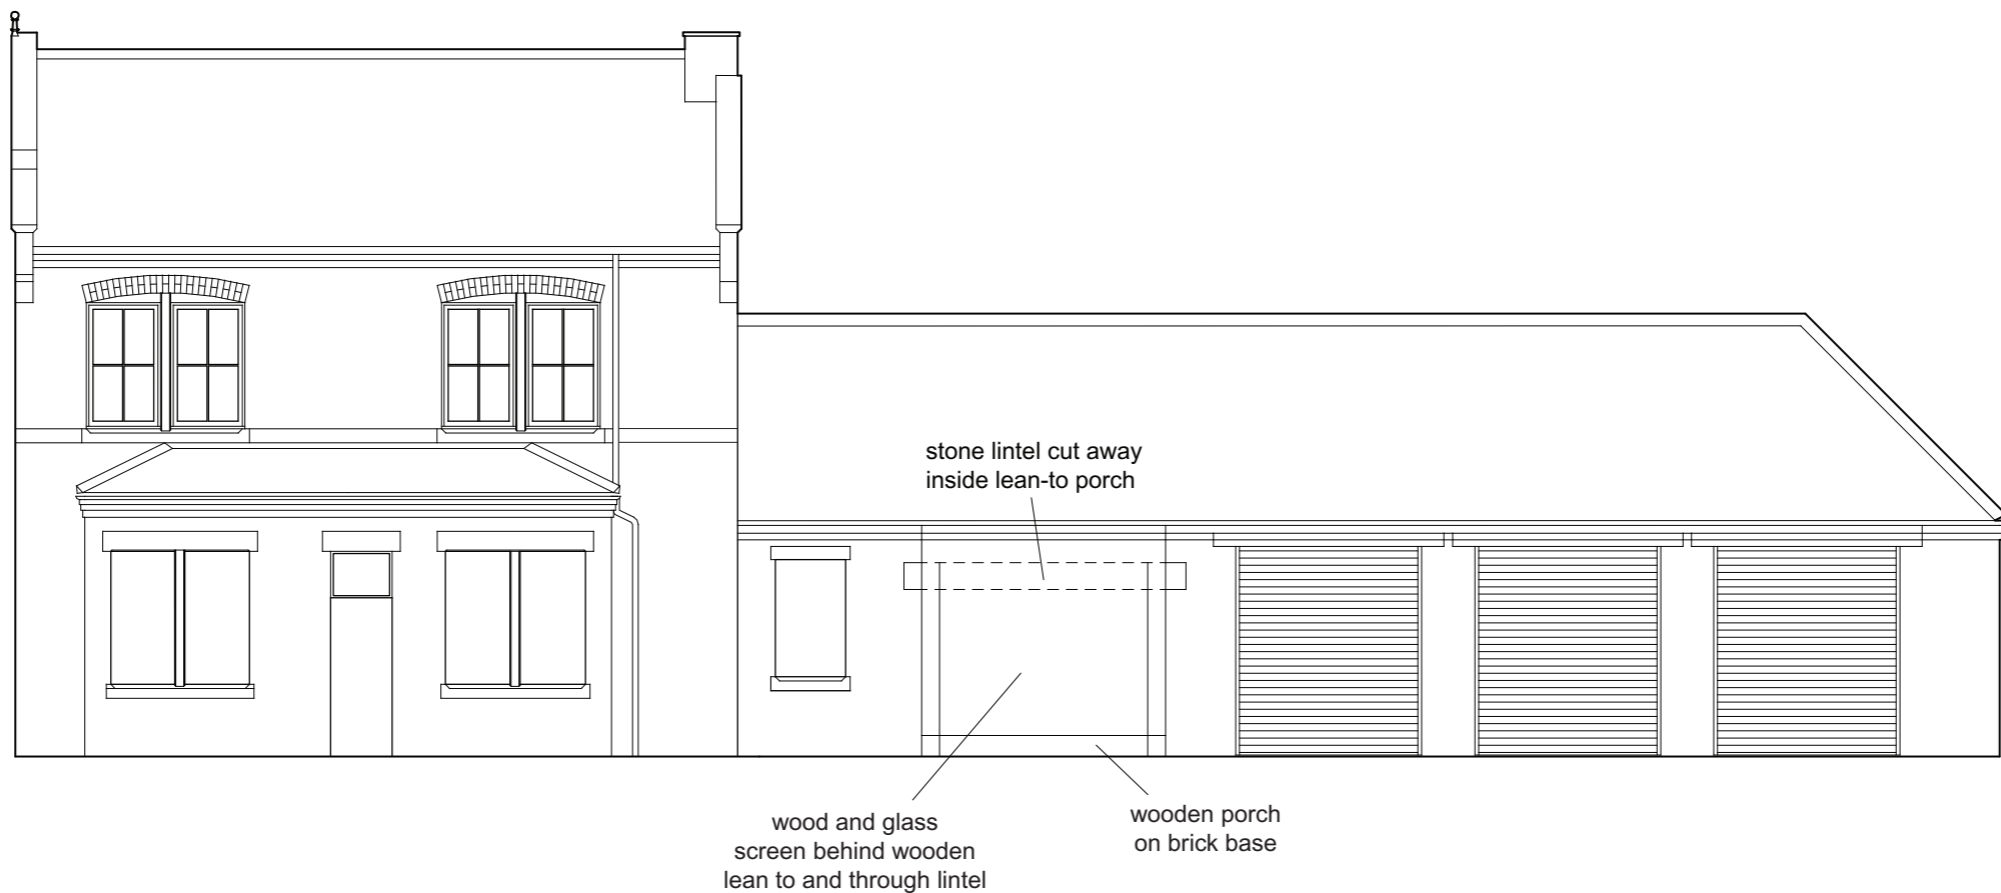 stone lintel cut away
inside lean-to porch
wood and glass
screen behind wooden
lean to and through lintel
wooden porch
on brick base